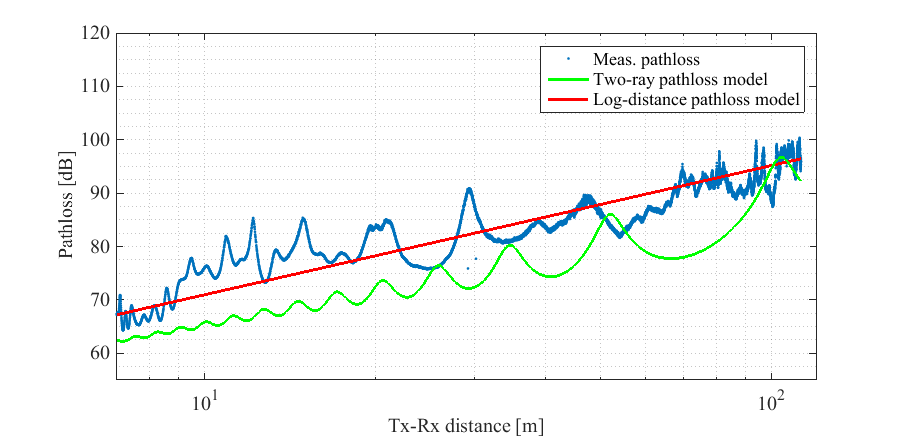 120
110
100
90
80
70
60
Pathloss [dB]
Meas. pathloss
Two-ray pathloss model
Log-distance pathloss model
10^1
10^2
Tx-Rx distance [m]